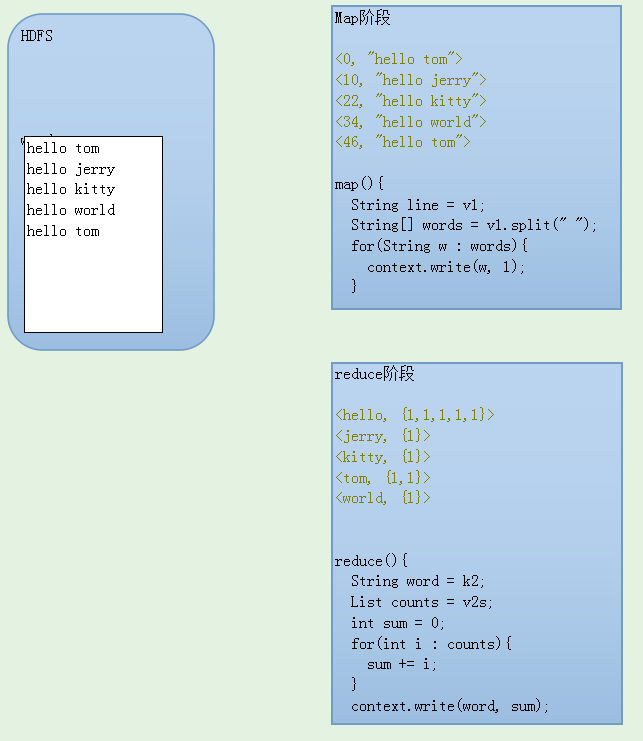 HDFS
hello tom
hello jerry
hello kitty
hello world
hello tom
Map阶段
<0, "hello tom">
<10, "hello jerry">
<22, "hello kitty">
<34, "hello world">
<46, "hello tom">
map(){
String line = v1;
String[] words = v1.split(" ");
for(String w : words){
context.write(w, 1);
}
reduce阶段
<hello, {1,1,1,1,1}>
<jerry, {1}>
<kitty, {1}>
<tom, {1,1}>
<world, {1}>
reduce(){
String word = k2;
List counts = v2s;
int sum = 0;
for(int i : counts){
sum += i;
}
context.write(word, sum);